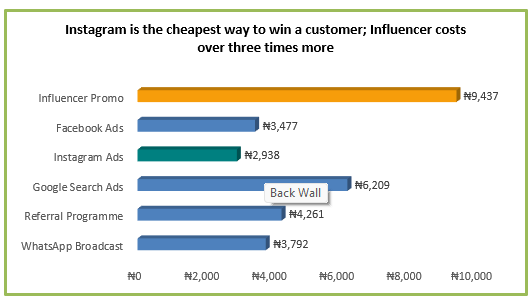 Instagram is the cheapest way to win a customer; Influencer costs
over three times more
Influencer Promo ₦9,437
Facebook Ads ₦3,477
Instagram Ads ₦2,938
Google Search Ads ₦6,209
Back Wall
Referral Programme ₦4,261
WhatsApp Broadcast ₦3,792
₦0 ₦2,000 ₦4,000 ₦6,000 ₦8,000 ₦10,000